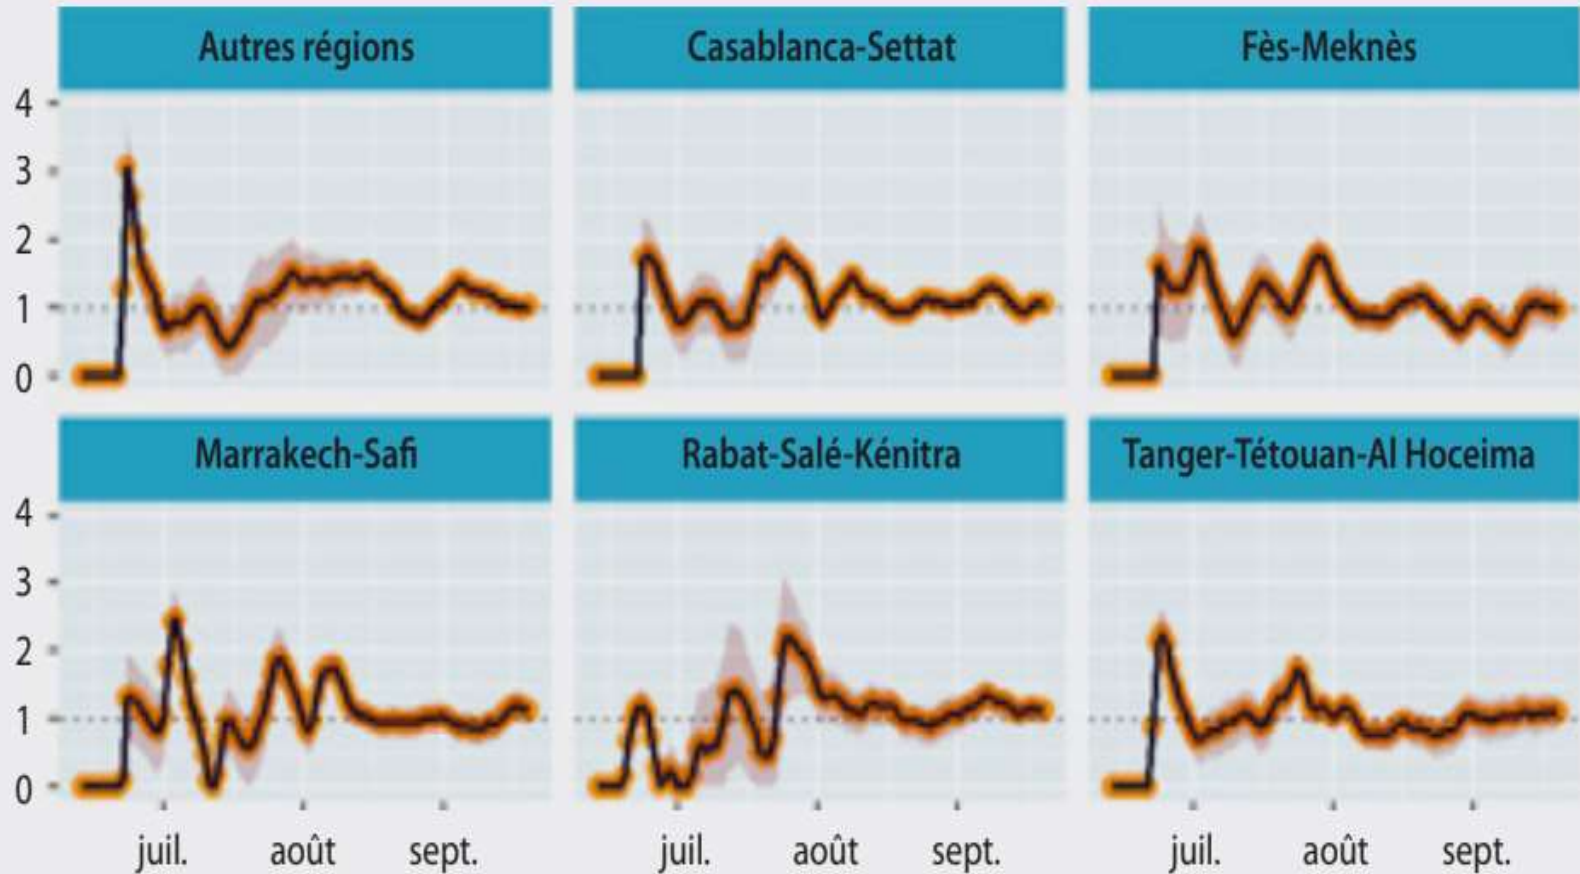 Autres régions
Casablanca-Settat
Fès-Meknès
4
3
2
1
0
Marrakech-Safi
Rabat-Salé-Kénitra
Tanger-Tétouan-Al Hoceima
4
3
2
1
0
juil. août sept.
juil. août sept.
juil. août sept.